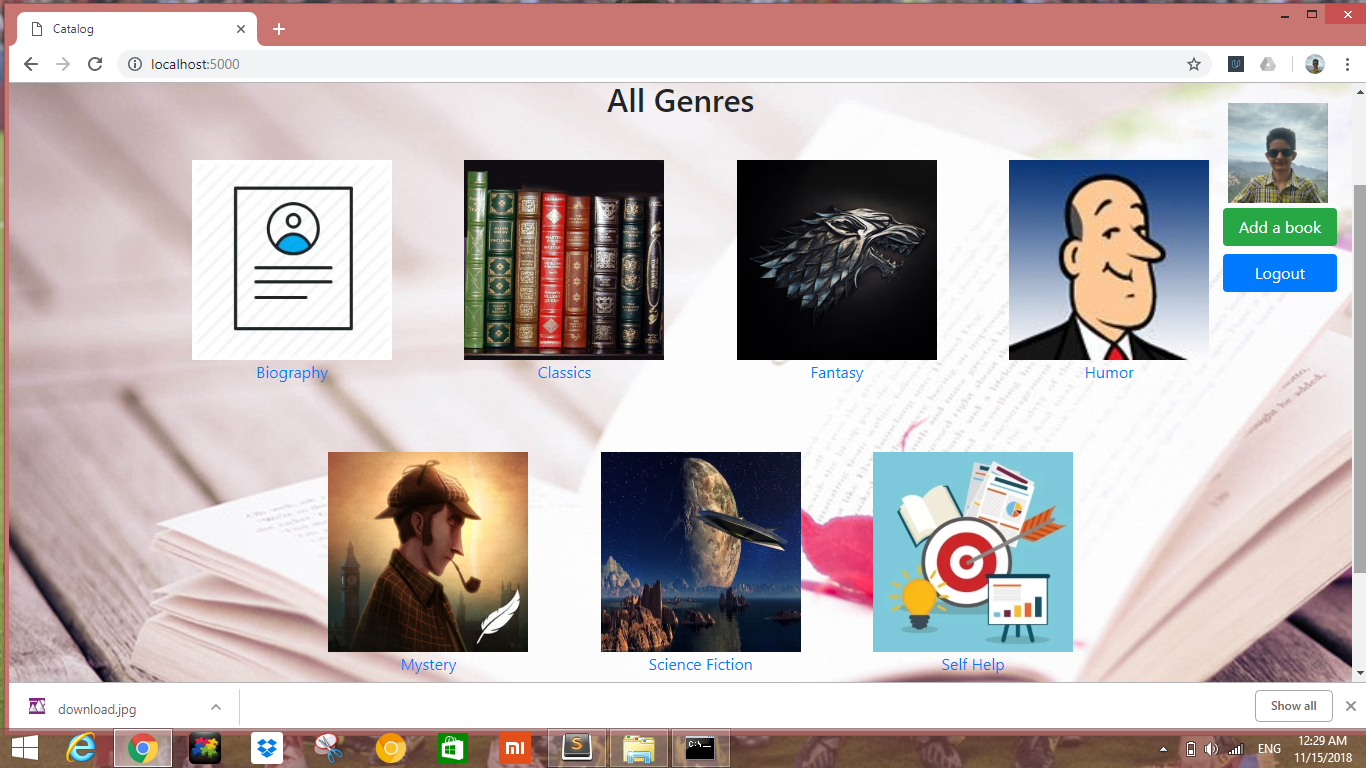 Catalog
localhost:5000
All Genres
Add a book
Logout
Biography
Classics
Fantasy
Humor
Mystery
Science Fiction
Self Help
download.jpg
Show all
ENG
12:29 AM
11/15/2018